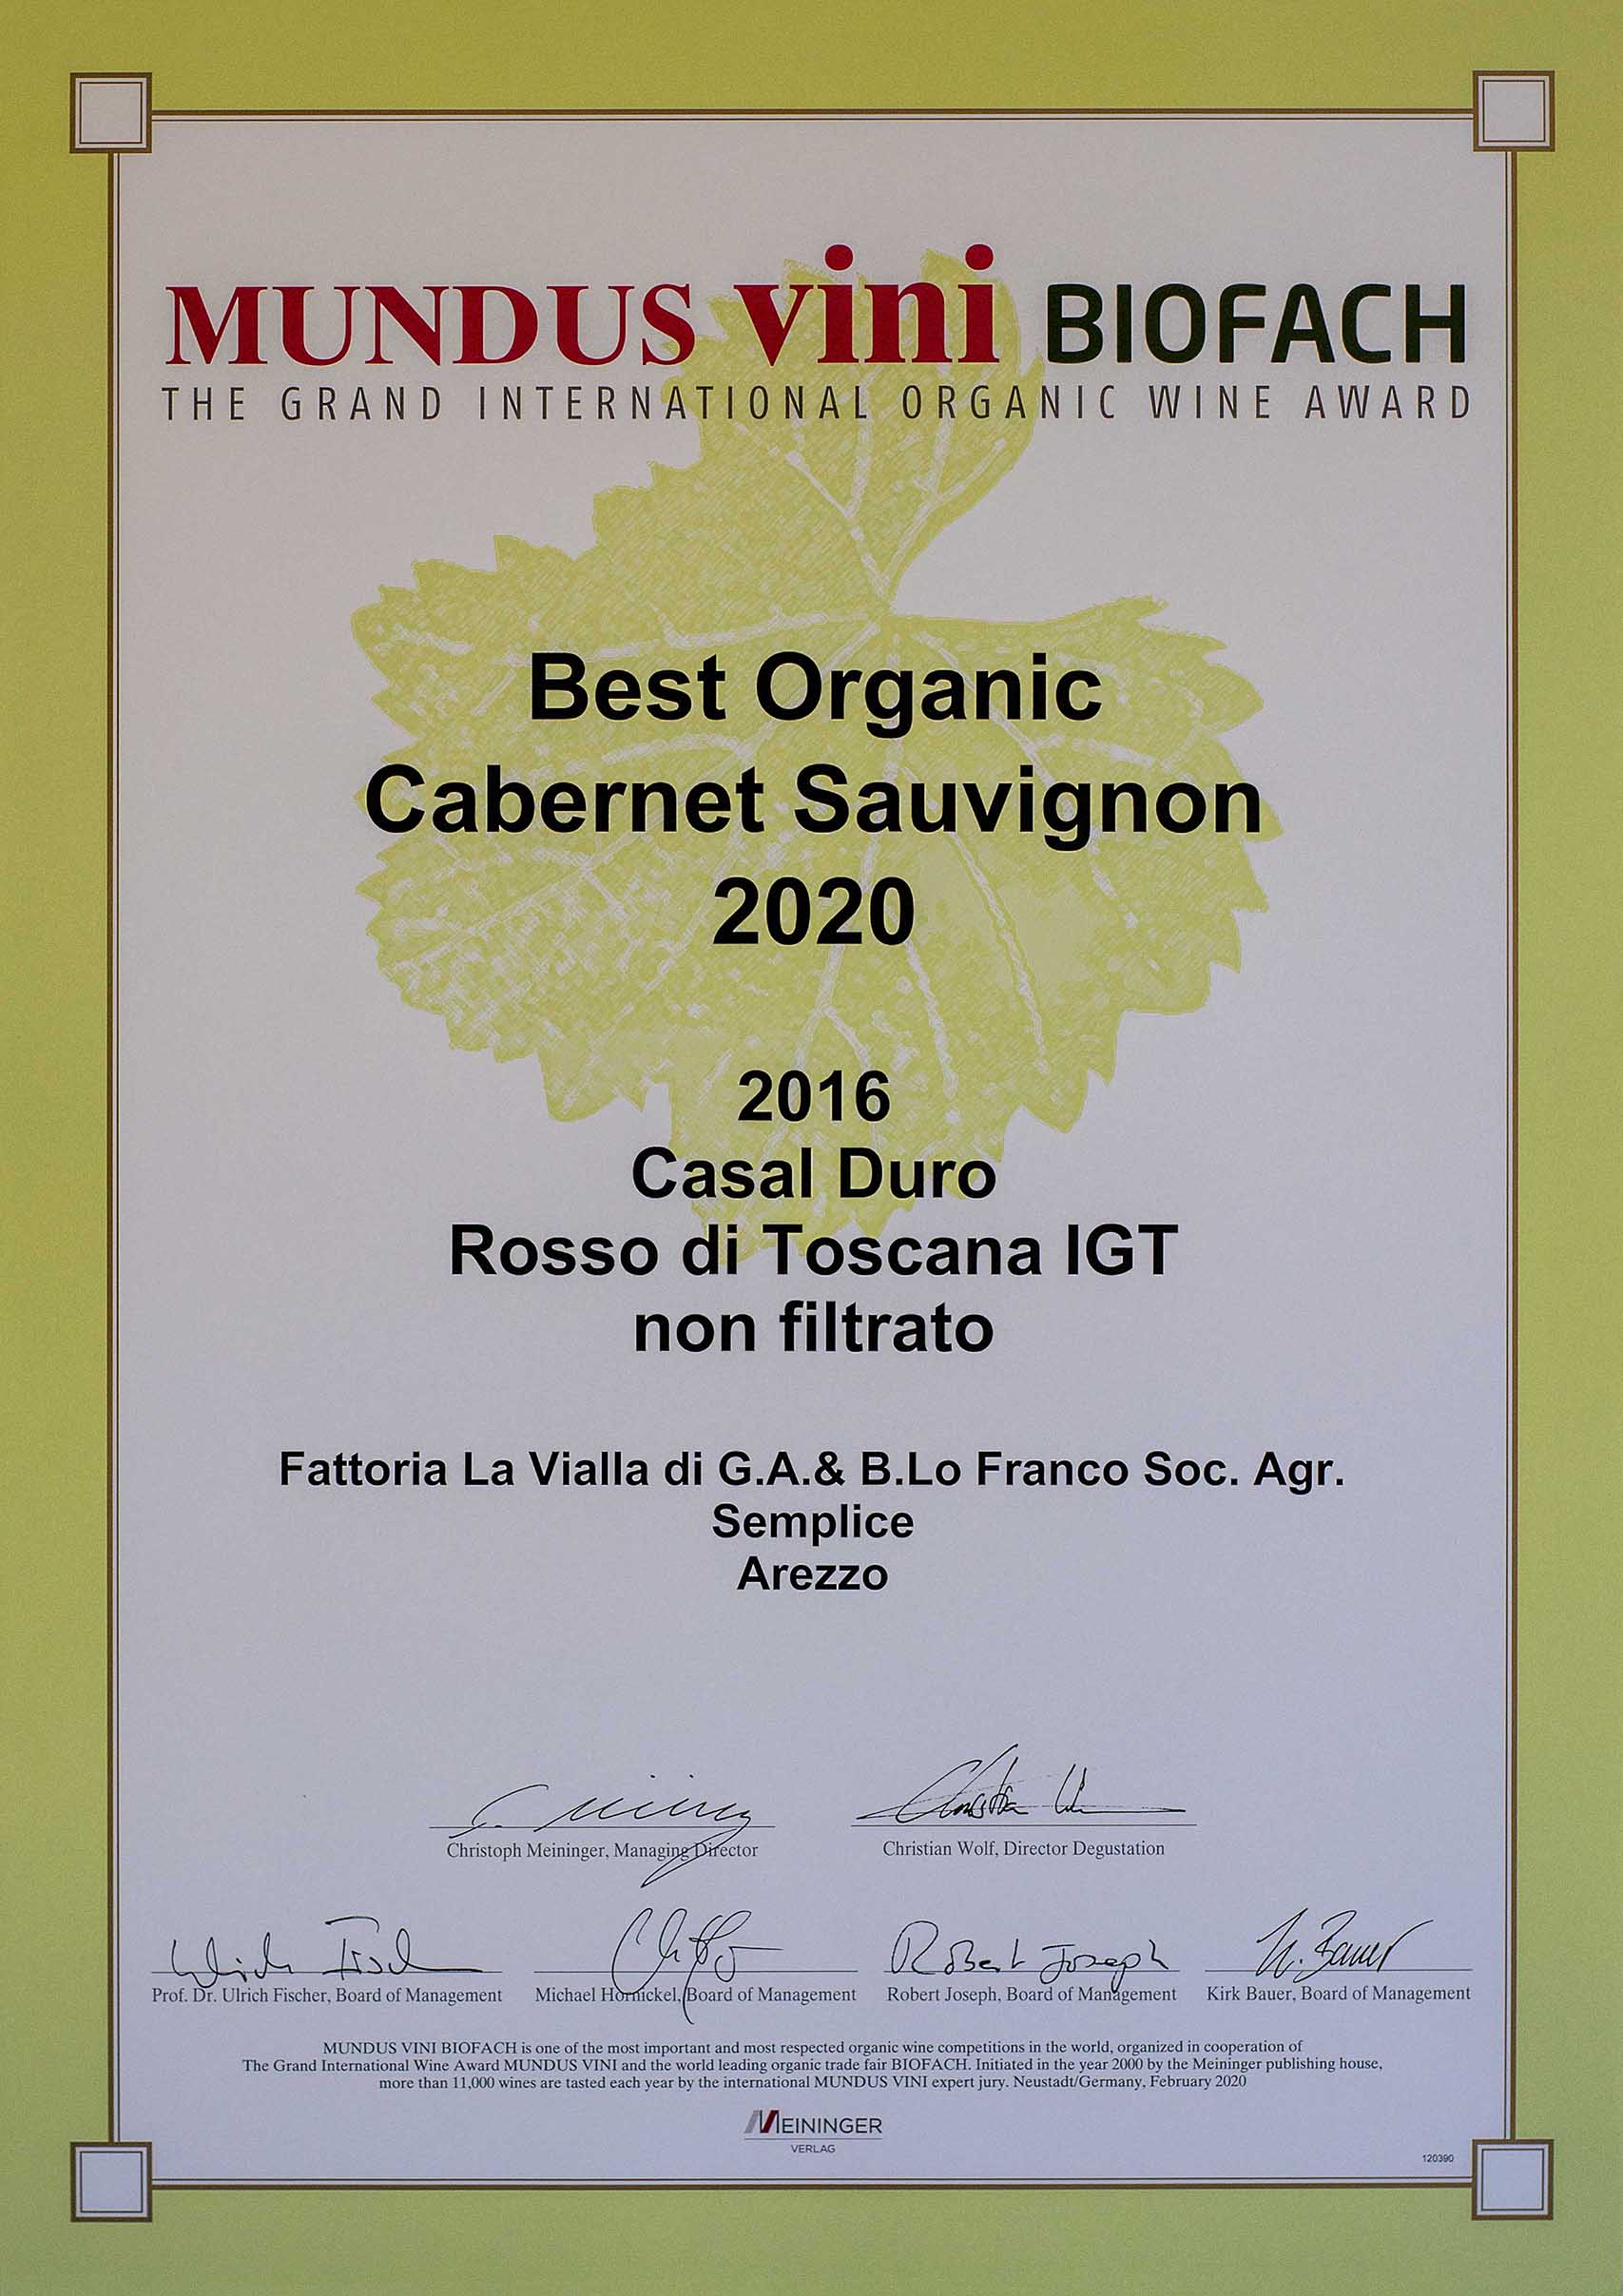 MUNDUS vini BIOFACH
THE GRAND INTERNATIONAL ORGANIC WINE AWARD
Best Organic
Cabernet Sauvignon
2020
2016
Casal Duro
Rosso di Toscana IGT
non filtrato
Fattoria La Vialla di G.A.& B.Lo Franco Soc. Agr.
Semplice
Arezzo
Christoph Meininger, Managing Director
Christian Wolf, Director Degustation
Robert Joseph
K. Bauer
Prof. Dr. Ulrich Fischer, Board of Management
Michael Hornickel, Board of Management
Robert Joseph, Board of Management
Kirk Bauer, Board of Management
MUNDUS VINI BIOFACH is one of the most important and most respected organic wine competitions in the world, organized in cooperation of
The Grand International Wine Award MUNDUS VINI and the world leading organic trade fair BIOFACH. Initiated in the year 2000 by the Meininger publishing house,
more than 11,000 wines are tasted each year by the international MUNDUS VINI expert jury. Neustadt/Germany, February 2020
MEININGER
VERLAG
120390